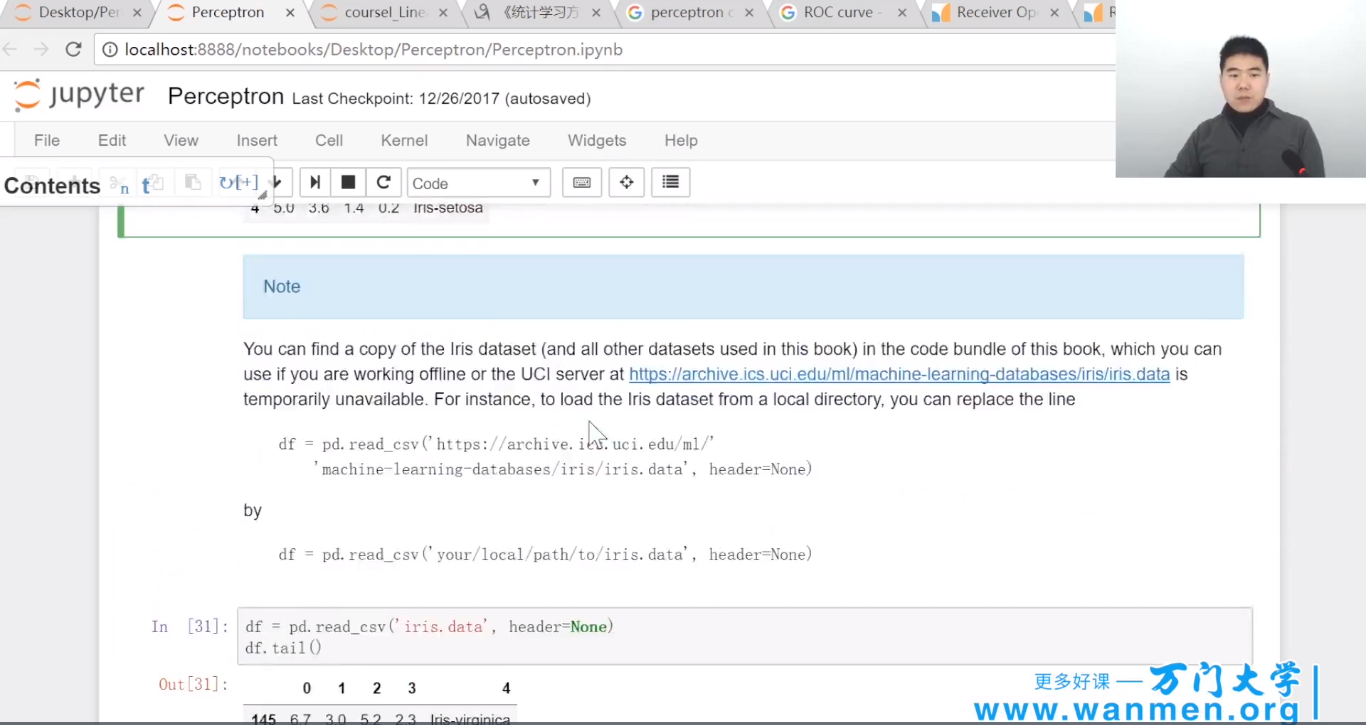 Desktop/Per
Perceptron
coursel_Line
《统计学习方
perceptron
ROC curve -
Receiver Op
localhost:8888/notebooks/Desktop/Perceptron/Perceptron.ipynb
jupyter Perceptron Last Checkpoint: 12/26/2017 (autosaved)
File Edit View Insert Cell Kernel Navigate Widgets Help
Contents n t [+] Code
4 5.0 3.6 1.4 0.2 Iris-setosa
Note
You can find a copy of the Iris dataset (and all other datasets used in this book) in the code bundle of this book, which you can
use if you are working offline or the UCI server at https://archive.ics.uci.edu/ml/machine-learning-databases/iris/iris.data is
temporarily unavailable. For instance, to load the Iris dataset from a local directory, you can replace the line
df = pd.read_csv('https://archive.ics.uci.edu/ml/'
'machine-learning-databases/iris/iris.data', header=None)
by
df = pd.read_csv('your/local/path/to/iris.data', header=None)
In [31]: df = pd.read_csv('iris.data', header=None)
df.tail()
Out[31]:
0 1 2 3 4
145 6.7 3.0 5.2 2.3 Iris-virginica
更多好课 — 万门大学
www.wanmen.org